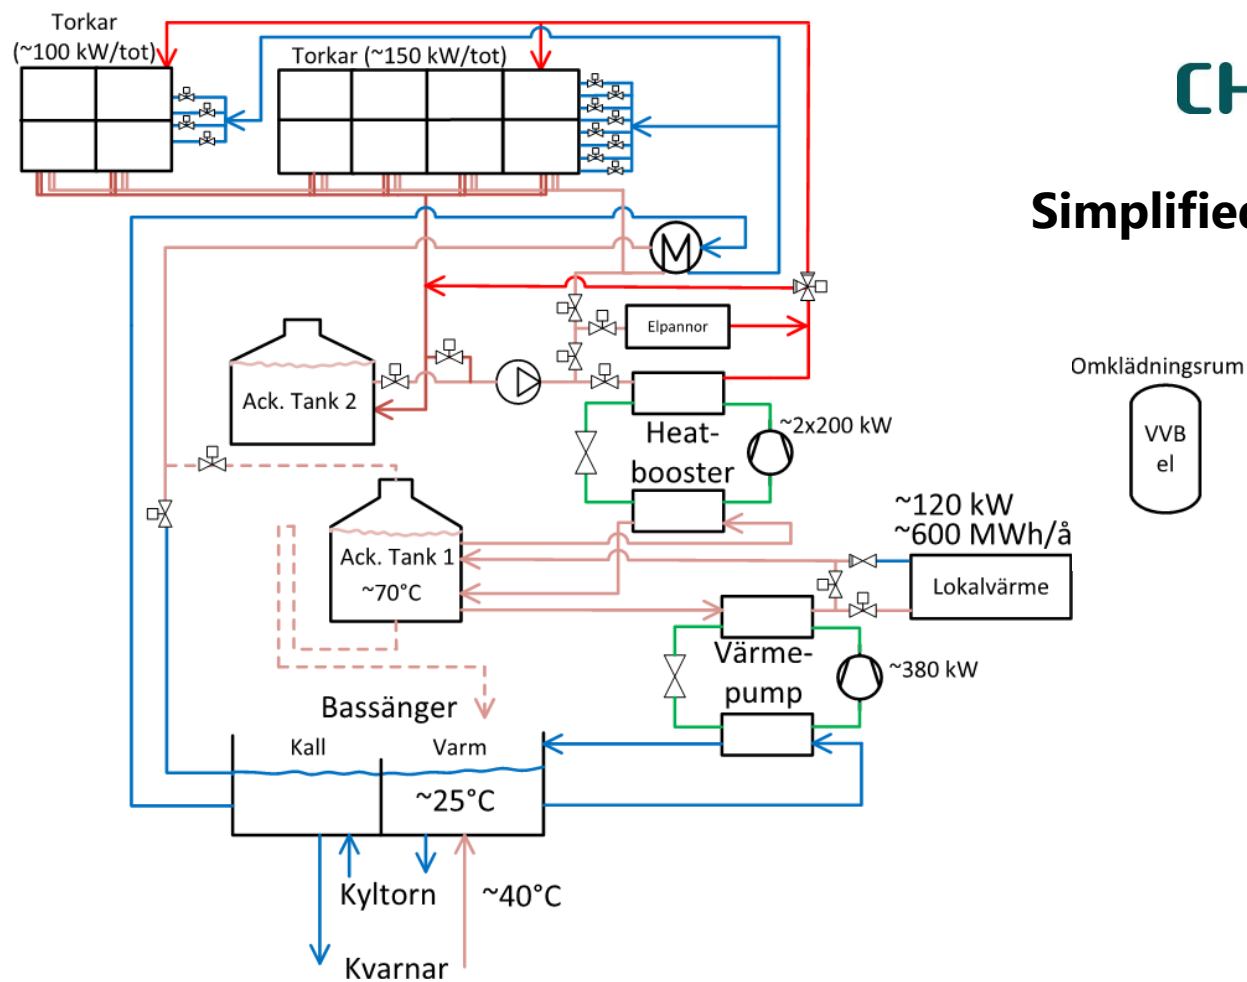 Torkar
(~100 kW/tot)
Torkar (~150 kW/tot)
CH
Simplified
M
Elpannor
Omklädningsrum
Ack. Tank 2
VVB
el
Heat-
booster
~2x200 kW
~120 kW
~600 MWh/å
Ack. Tank 1
~70°C
Lokalvärme
Värme-
pump
~380 kW
Bassänger
Kall
Varm
~25°C
Kyltorn
~40°C
Kvarnar